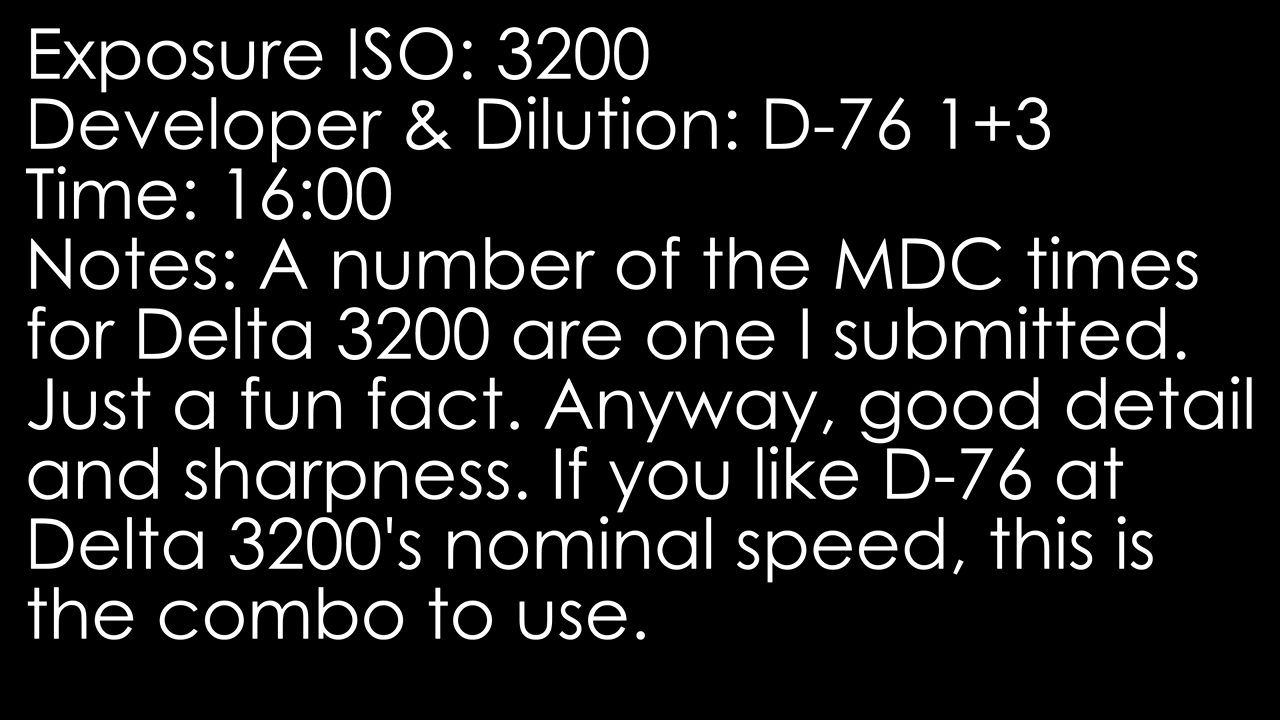 Exposure ISO: 3200
Developer & Dilution: D-76 1+3
Time: 16:00
Notes: A number of the MDC times
for Delta 3200 are one I submitted.
Just a fun fact. Anyway, good detail
and sharpness. If you like D-76 at
Delta 3200's nominal speed, this is
the combo to use.